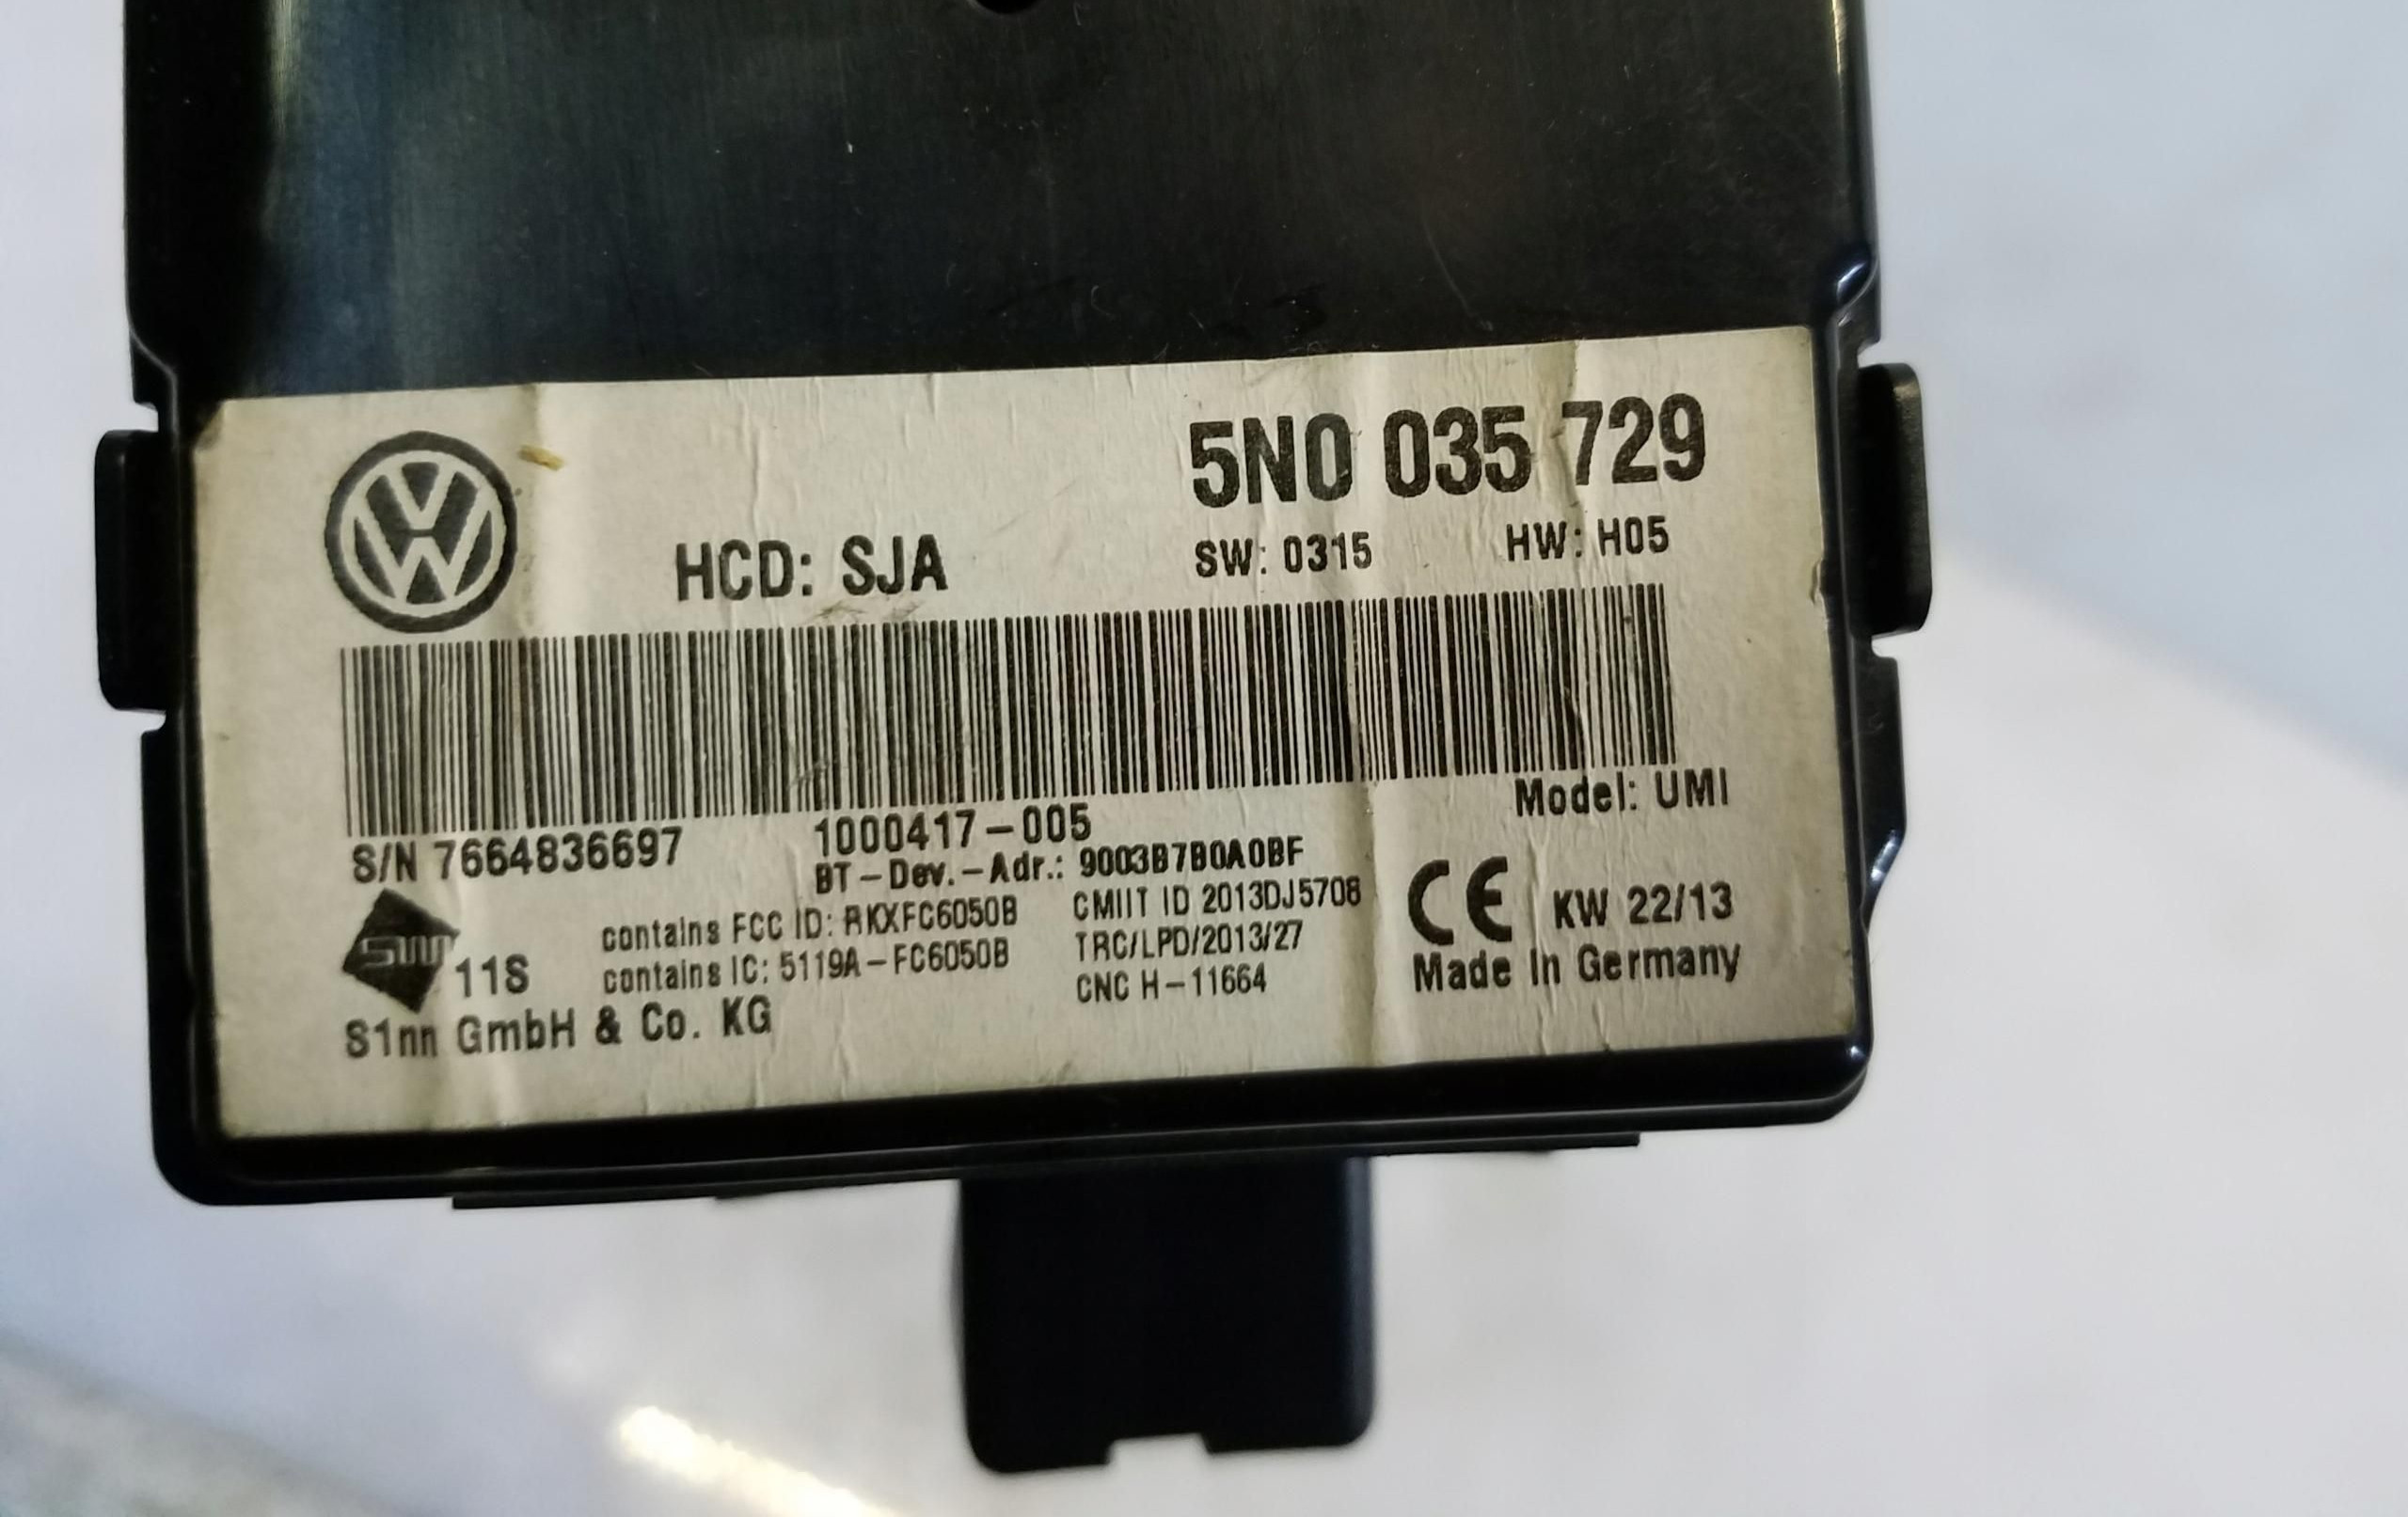 5N0 035 729
HCD: SJA
SW: 0315 HW: H05
Model: UMI
S/N 7664836697 1000417-005
BT-Dev.-Adr.: 9003B7B0A0BF
contains FCC ID: RKXFC6050B
contains IC: 5119A-FC6050B
CMIIT ID 2013DJ5708
TRC/LPD/2013/27
CNC H-11664
CE KW 22/13
Made In Germany
11S
S1nn GmbH & Co. KG